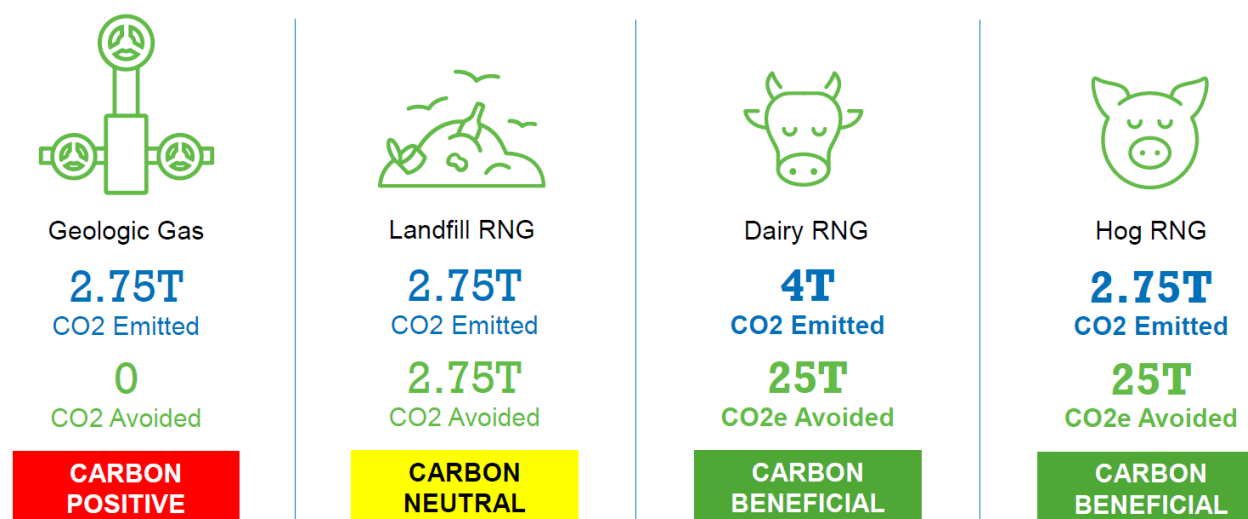 Geologic Gas
2.75T
CO2 Emitted
0
CO2 Avoided
CARBON
POSITIVE
Landfill RNG
2.75T
CO2 Emitted
2.75T
CO2 Avoided
CARBON
NEUTRAL
Dairy RNG
4T
CO2 Emitted
25T
CO2e Avoided
CARBON
BENEFICIAL
Hog RNG
2.75T
CO2 Emitted
25T
CO2e Avoided
CARBON
BENEFICIAL